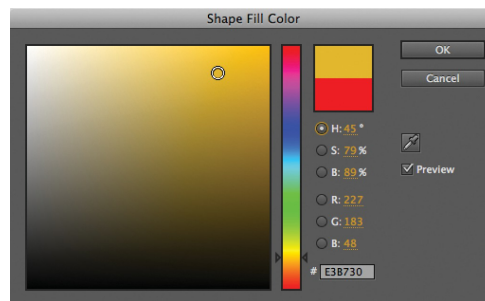 Shape Fill Color
OK
Cancel
H: 45 °
S: 79 %
B: 89 %
Preview
R: 227
G: 183
B: 48
# E3B730